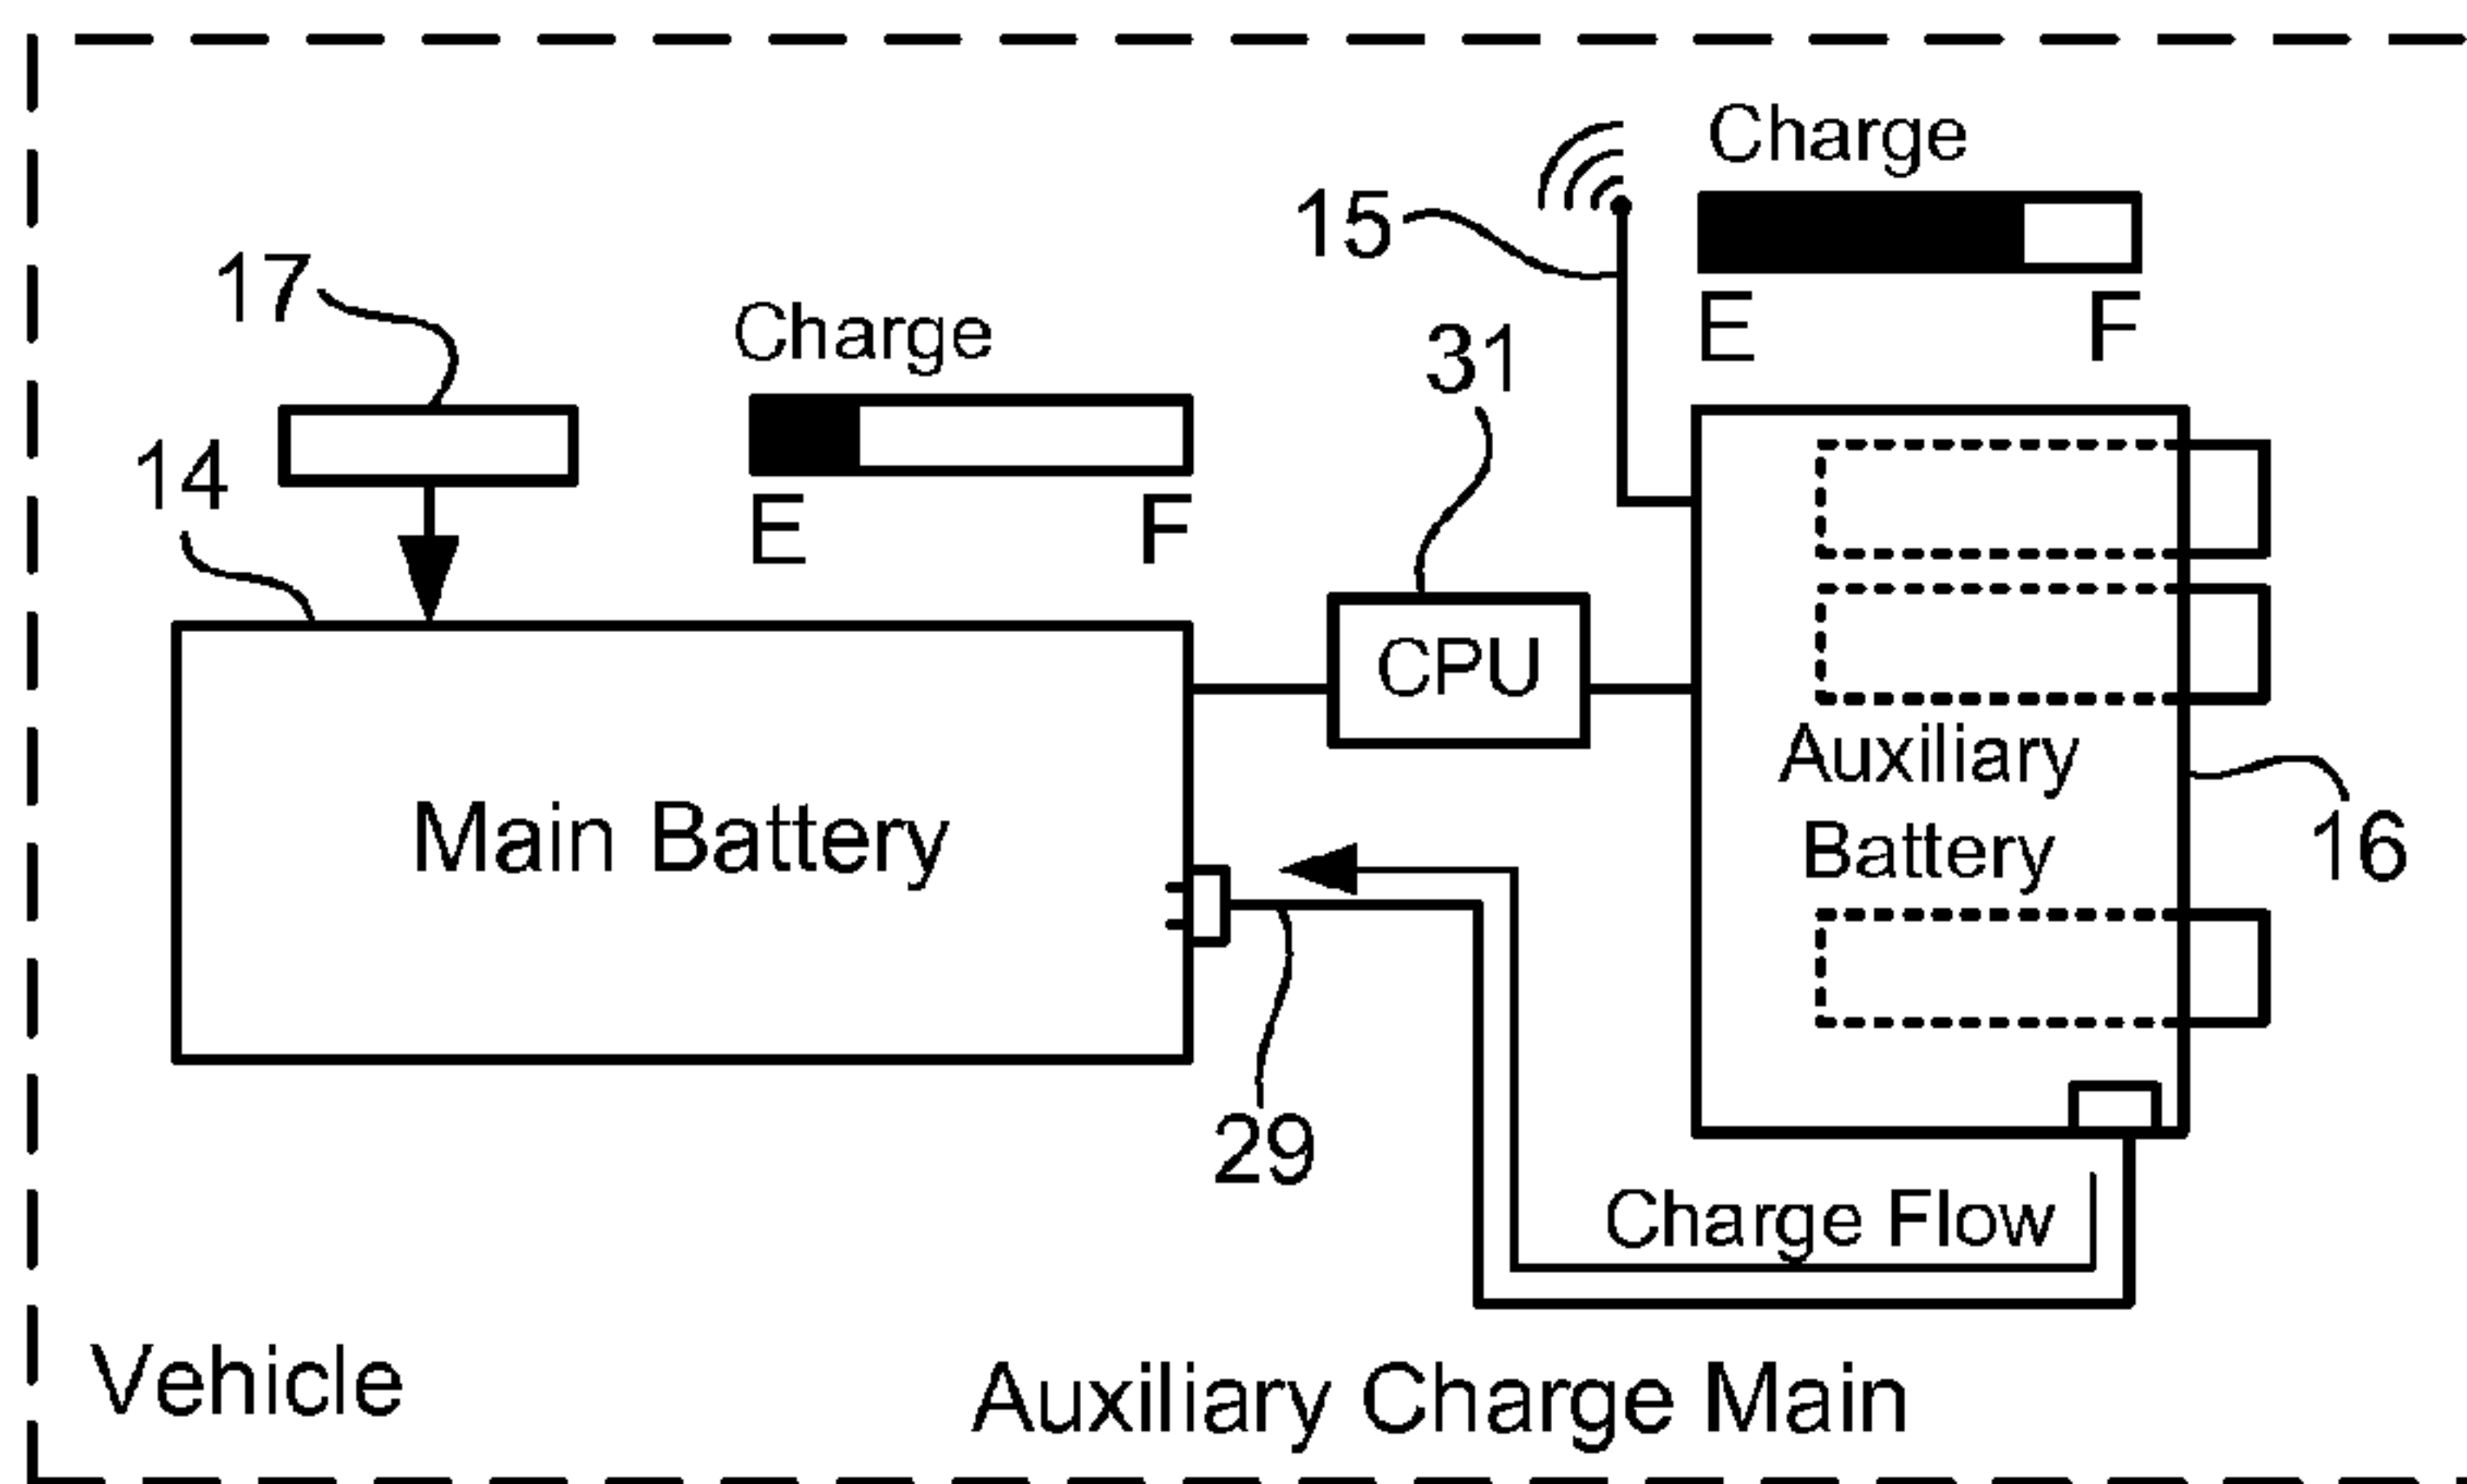 Charge
15
E F
17
Charge
31
14
E F
CPU
Main Battery
Auxiliary
Battery
16
29
Charge Flow
Vehicle
Auxiliary Charge Main